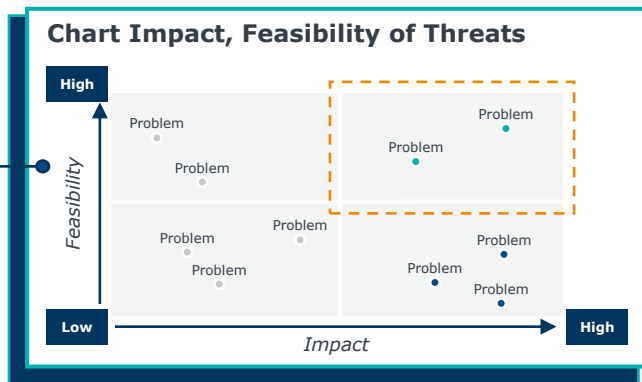 Chart Impact, Feasibility of Threats
High
Problem
Problem
Problem
Problem
Feasibility
Problem
Problem
Problem
Problem
Problem
Problem
Low
High
Impact